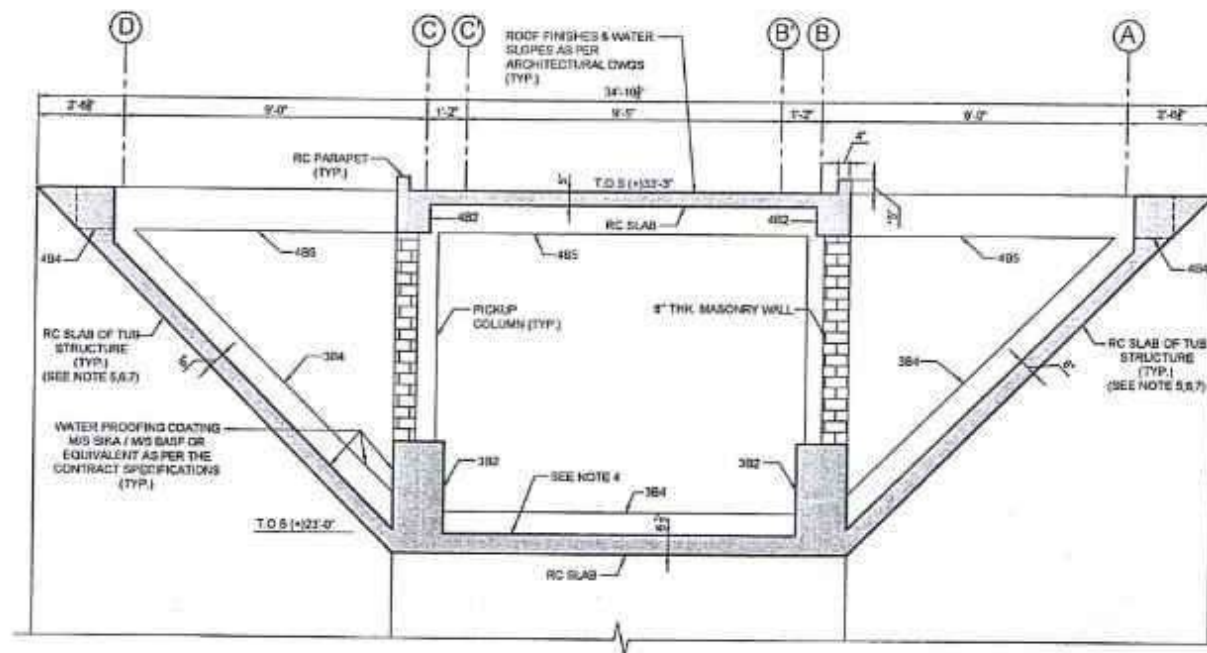 D
C
C'
B'
B
A
ROOF FINISHES & WATER
SLOPES AS PER
ARCHITECTURAL DWGS
(TYP.)
9'-0"
1'-2"
9'-5"
1'-2"
9'-0"
4"
RC PARAPET
(TYP.)
5"
T.O.S (+)33'-3"
4B2
RC SLAB
4B2
4B4
4B5
4B5
4B4
PICKUP
COLUMN (TYP.)
THK. MASONRY WALL
RC SLAB OF TUB
STRUCTURE
(TYP.)
(SEE NOTE 5,6,7)
3B4
3B4
RC SLAB OF TUB
STRUCTURE
(TYP.)
(SEE NOTE 5,6,7)
WATER PROOFING COATING
M/S SIKA / M/S BASF OR
EQUIVALENT AS PER THE
CONTRACT SPECIFICATIONS
(TYP.)
3B2
SEE NOTE 4
3B2
3B4
T.O.S (+)23'-0"
RC SLAB